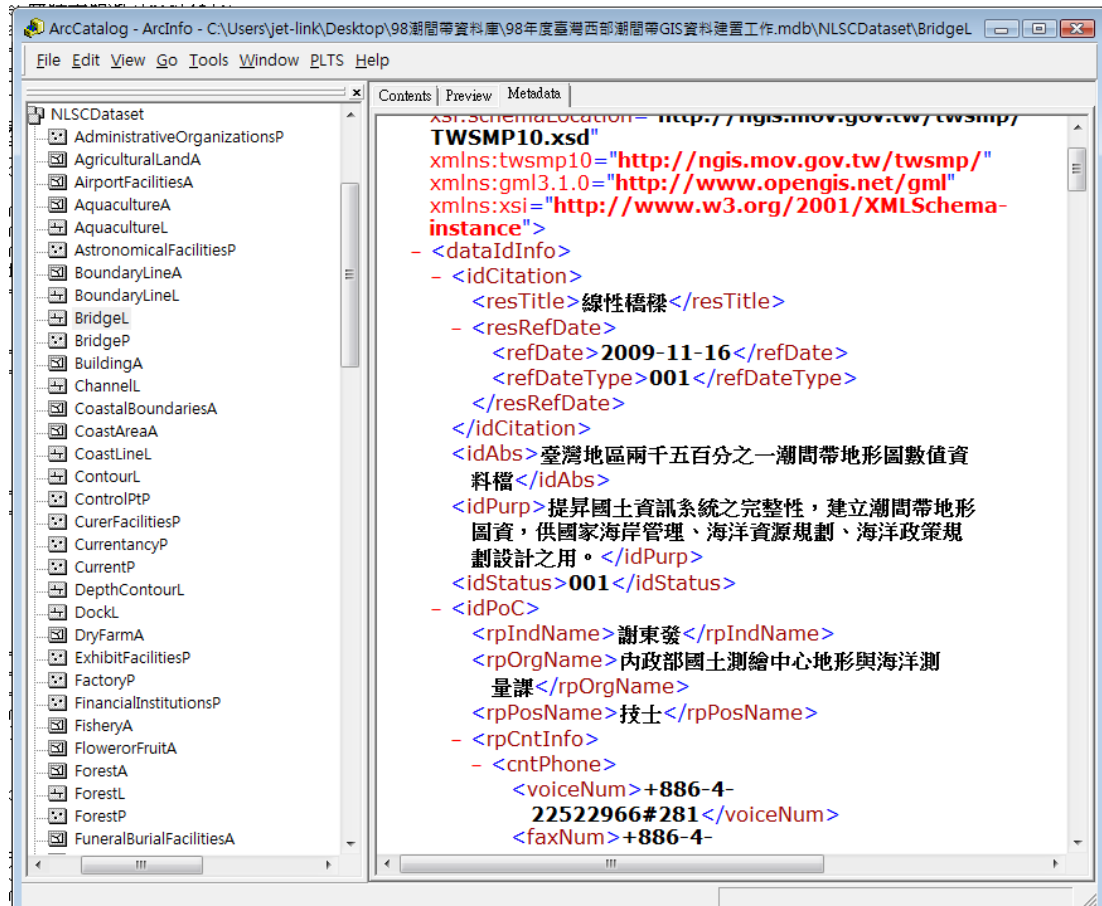 ArcCatalog - ArcInfo - C:\Users\jet-link\Desktop\98潮間帶資料庫\98年度臺灣西部潮間帶GIS資料建置工作.mdb\NLSCDataset\BridgeL
File Edit View Go Tools Window PLTS Help
NLSCDataset
AdministrativeOrganizationsP
AgriculturalLandA
AirportFacilitiesA
AquacultureA
AquacultureL
AstronomicalFacilitiesP
BoundaryLineA
BoundaryLineL
BridgeL
BridgeP
BuildingA
ChannelL
CoastalBoundariesA
CoastAreaA
CoastLineL
ContourL
ControlPtP
CurerFacilitiesP
CurrentancyP
CurrentP
DepthContourL
DockL
DryFarmA
ExhibitFacilitiesP
FactoryP
FinancialInstitutionsP
FisheryA
FlowerorFruitA
ForestA
ForestL
ForestP
FuneralBurialFacilitiesA
Contents Preview Metadata
xsi:schemaLocation="http://ngis.moy.gov.tw/twsmp/
TWSMP10.xsd"
xmlns:twsmp10="http://ngis.mov.gov.tw/twsmp/"
xmlns:gml3.1.0="http://www.opengis.net/gml"
xmlns:xsi="http://www.w3.org/2001/XMLSchema-
instance">
- <dataIdInfo>
- <idCitation>
<resTitle>線性橋樑</resTitle>
- <resRefDate>
<refDate>2009-11-16</refDate>
<refDateType>001</refDateType>
</resRefDate>
</idCitation>
<idAbs>臺灣地區兩千五百分之一潮間帶地形圖數值資
料檔</idAbs>
<idPurp>提昇國土資訊系統之完整性，建立潮間帶地形
圖資，供國家海岸管理、海洋資源規劃、海洋政策規
劃設計之用。</idPurp>
<idStatus>001</idStatus>
- <idPoC>
<rpIndName>謝東發</rpIndName>
<rpOrgName>內政部國土測繪中心地形與海洋測
量課</rpOrgName>
<rpPosName>技士</rpPosName>
- <rpCntInfo>
- <cntPhone>
<voiceNum>+886-4-
22522966#281</voiceNum>
<faxNum>+886-4-